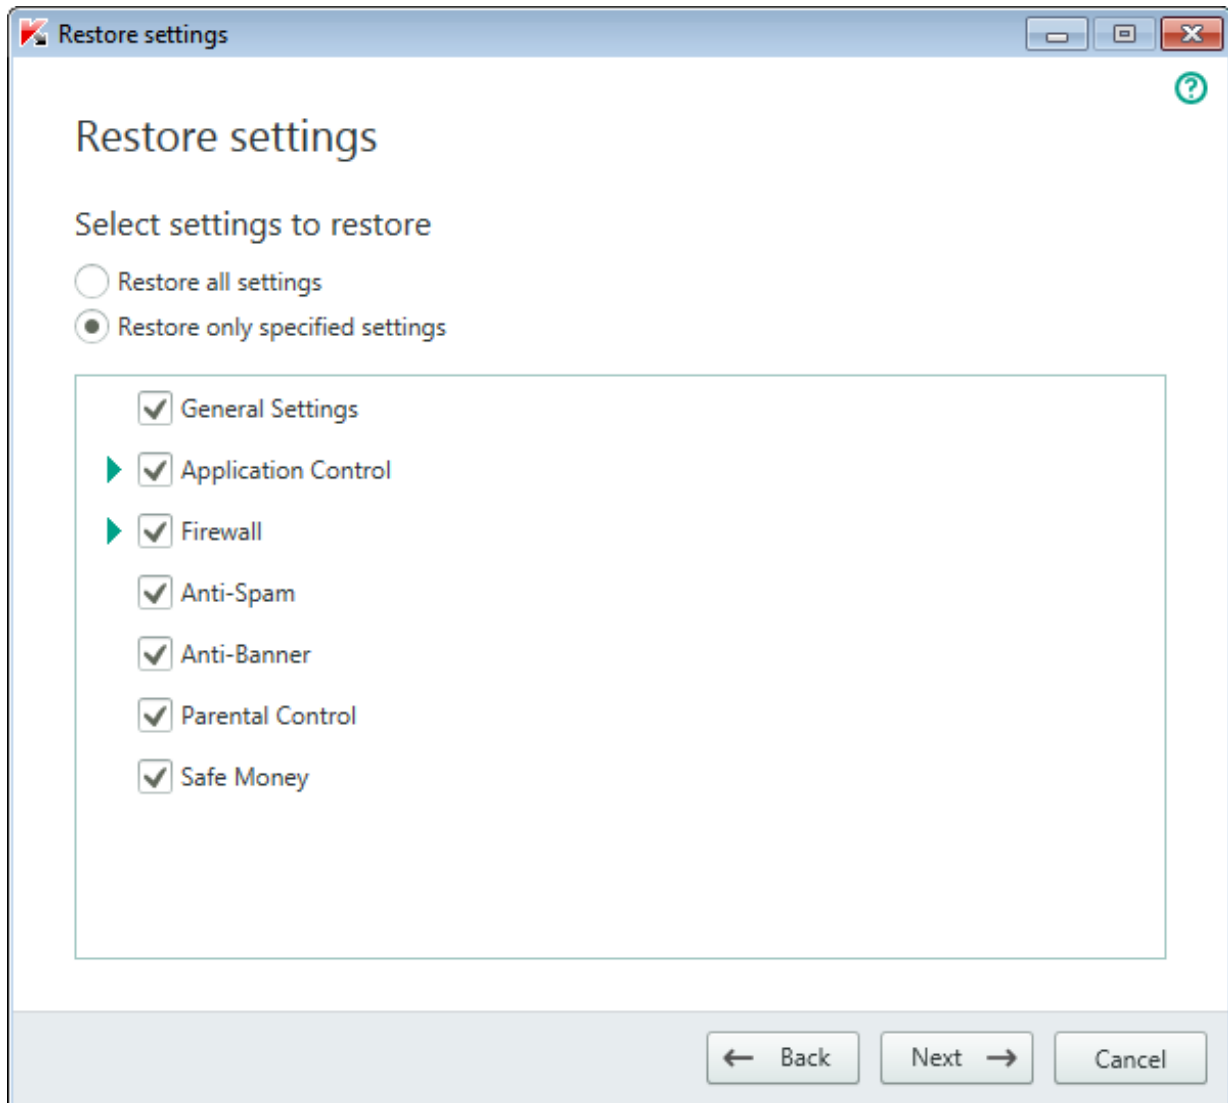 Restore settings
Restore settings
Select settings to restore
Restore all settings
Restore only specified settings
General Settings
Application Control
Firewall
Anti-Spam
Anti-Banner
Parental Control
Safe Money
Back
Next
Cancel